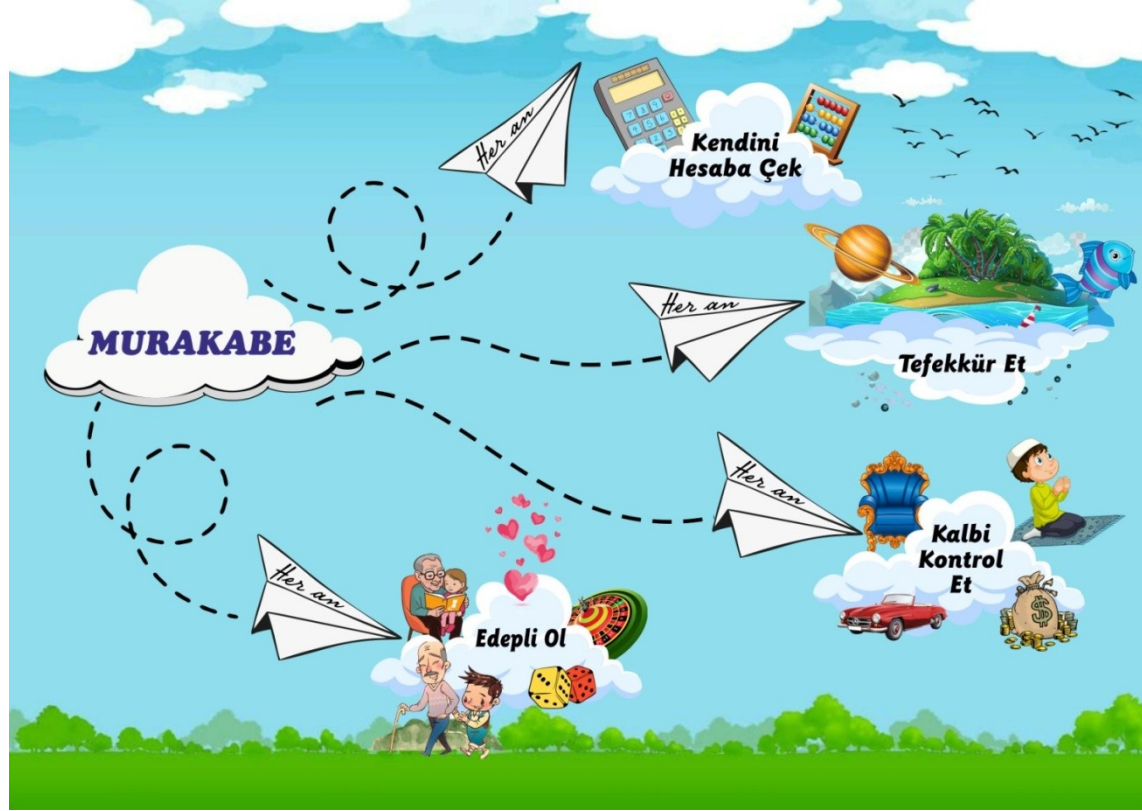 MURAKABE
Her an
Kendini
Hesaba Çek
Her an
Tefekkür Et
Her an
Kalbi
Kontrol
Et
Her an
Edepli Ol